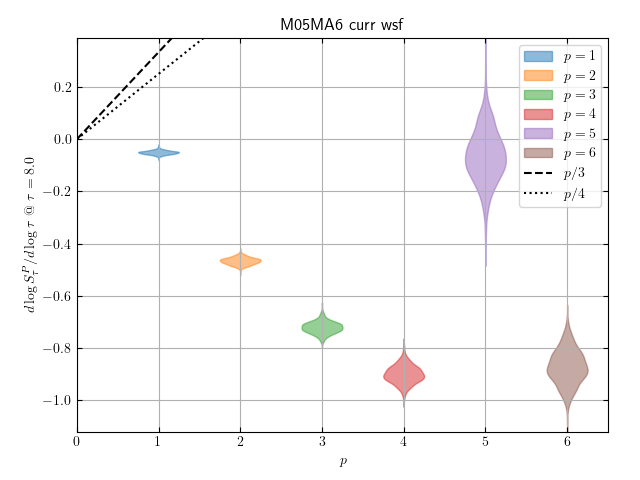 M05MA6 curr wsf
d log S_τ^P / d log τ @ τ = 8.0
0.2
0.0
−0.2
−0.4
−0.6
−0.8
−1.0
0 1 2 3 4 5 6
p
p = 1
p = 2
p = 3
p = 4
p = 5
p = 6
p/3
p/4